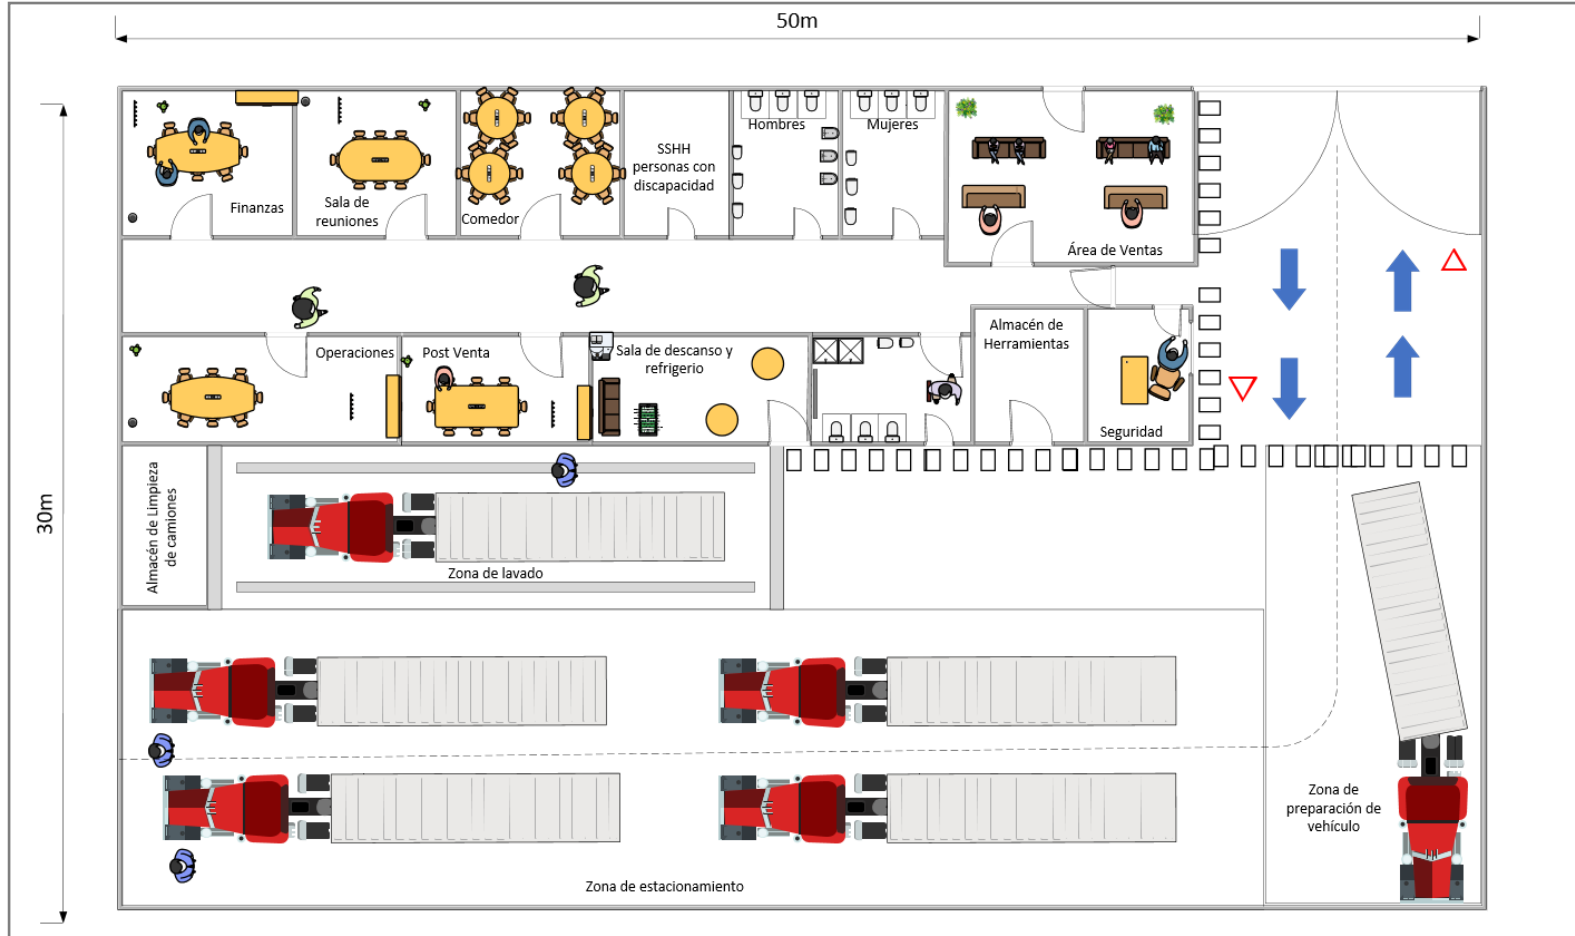 50m
30m
Finanzas
Sala de
reuniones
Comedor
SSHH
personas con
discapacidad
Hombres
Mujeres
Área de Ventas
Operaciones
Post Venta
Sala de descanso y
refrigerio
Almacén de
Herramientas
Seguridad
Almacén de Limpieza
de camiones
Zona de lavado
Zona de
preparación de
vehículo
Zona de estacionamiento